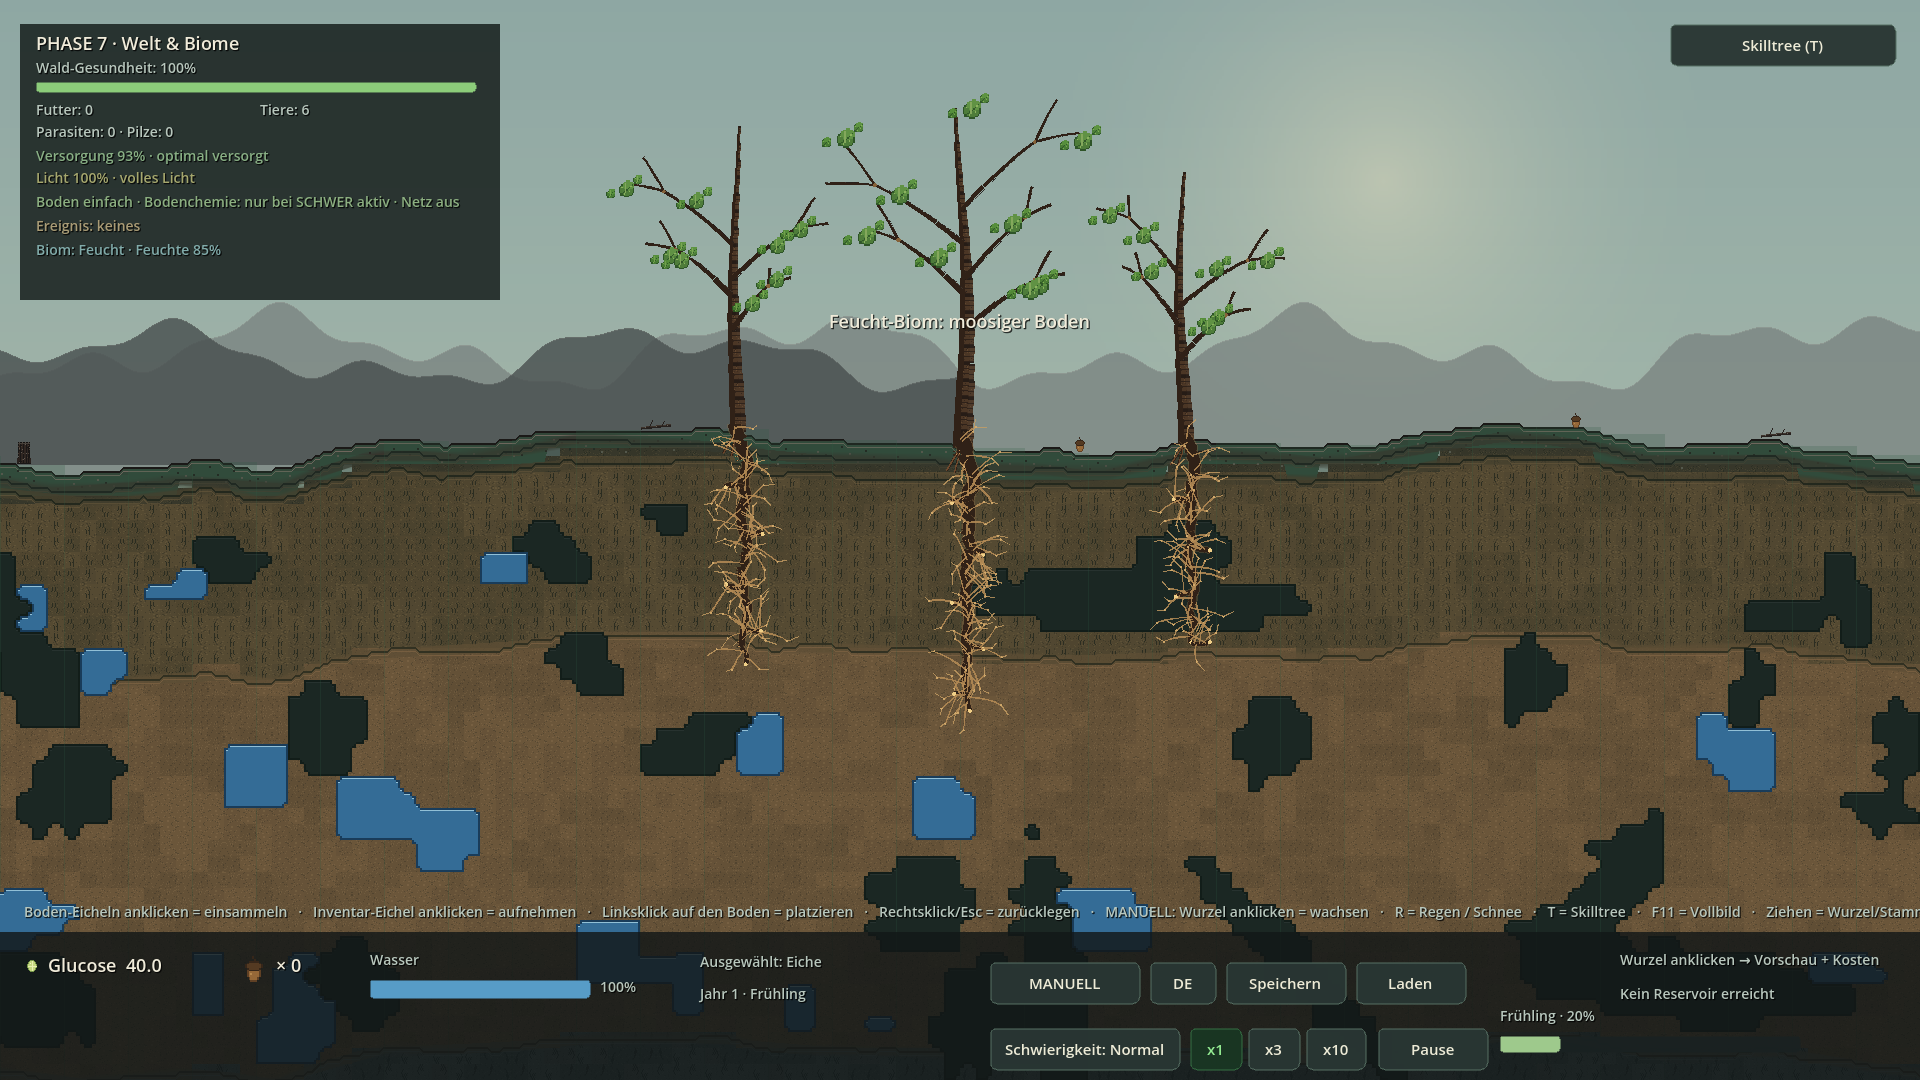 PHASE 7 · Welt & Biome
Wald-Gesundheit: 100%
Futter: 0 Tiere: 6
Parasiten: 0 · Pilze: 0
Versorgung 93% · optimal versorgt
Licht 100% · volles Licht
Boden einfach · Bodenchemie: nur bei SCHWER aktiv · Netz aus
Ereignis: keines
Biom: Feucht · Feuchte 85%
Skilltree (T)
Feucht-Biom: moosiger Boden
Boden-Eicheln anklicken = einsammeln · Inventar-Eichel anklicken = aufnehmen · Linksklick auf den Boden = platzieren · Rechtsklick/Esc = zurücklegen · MANUELL: Wurzel anklicken = wachsen · R = Regen / Schnee · T = Skilltree · F11 = Vollbild · Ziehen = Wurzel/Stam
Glucose 40.0
× 0
Wasser
100%
Ausgewählt: Eiche
Jahr 1 · Frühling
MANUELL
DE
Speichern
Laden
Schwierigkeit: Normal
x1
x3
x10
Pause
Frühling · 20%
Wurzel anklicken → Vorschau + Kosten
Kein Reservoir erreicht